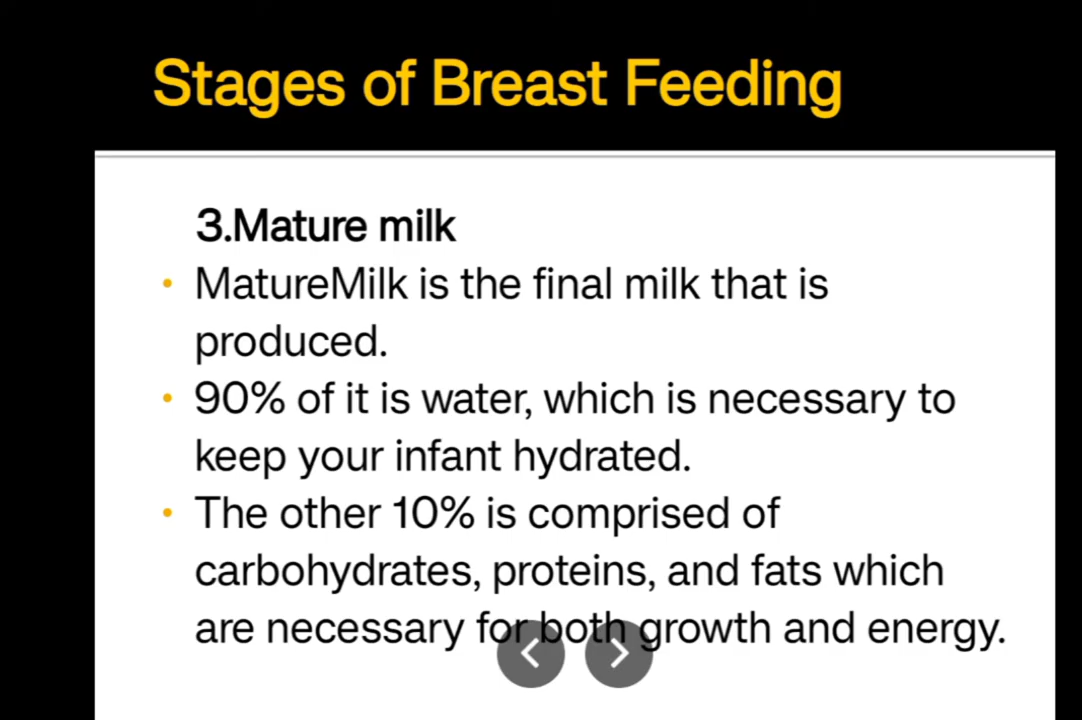 Stages of Breast Feeding
3.Mature milk
• MatureMilk is the final milk that is
produced.
• 90% of it is water, which is necessary to
keep your infant hydrated.
• The other 10% is comprised of
carbohydrates, proteins, and fats which
are necessary for both growth and energy.